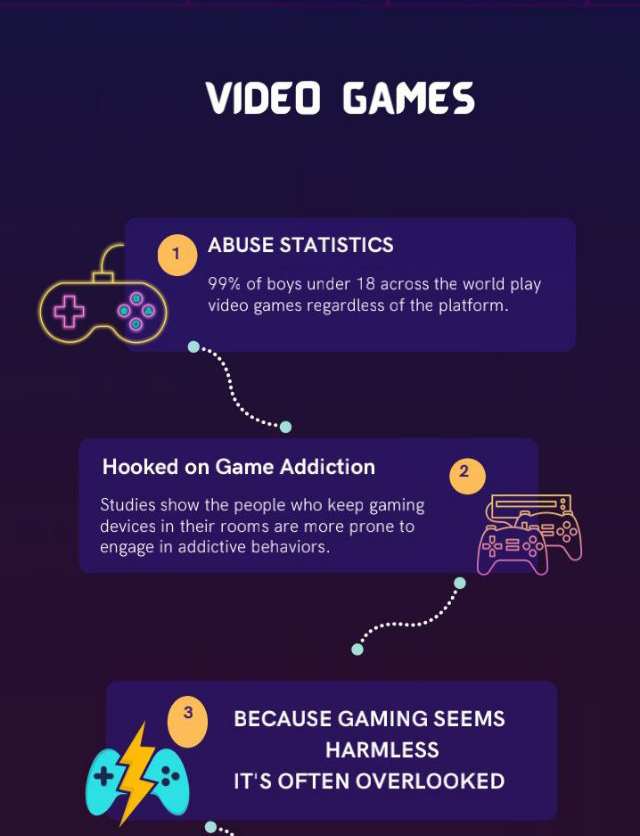 VIDEO GAMES
1
ABUSE STATISTICS
99% of boys under 18 across the world play
video games regardless of the platform.
Hooked on Game Addiction
2
Studies show the people who keep gaming
devices in their rooms are more prone to
engage in addictive behaviors.
3
BECAUSE GAMING SEEMS
HARMLESS
IT'S OFTEN OVERLOOKED